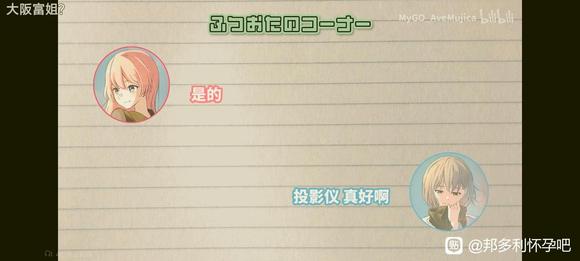 大阪富姐?
ふつおたのコーナー
MyGO_AveMujica bilibili
是的
投影仪 真好啊
贴 @邦多利怀孕吧